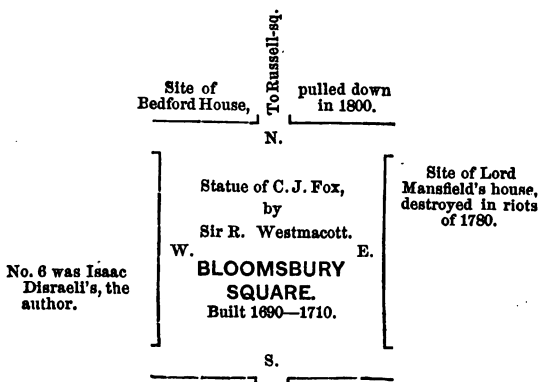 To Russell-sq.
Site of
Bedford House,
pulled down
in 1800.
N.
Statue of C. J. Fox,
by
Sir R. Westmacott.
W.
E.
BLOOMSBURY
SQUARE.
Built 1690—1710.
Site of Lord
Mansfield's house,
destroyed in riots
of 1780.
No. 6 was Isaac
Disraeli's, the
author.
S.